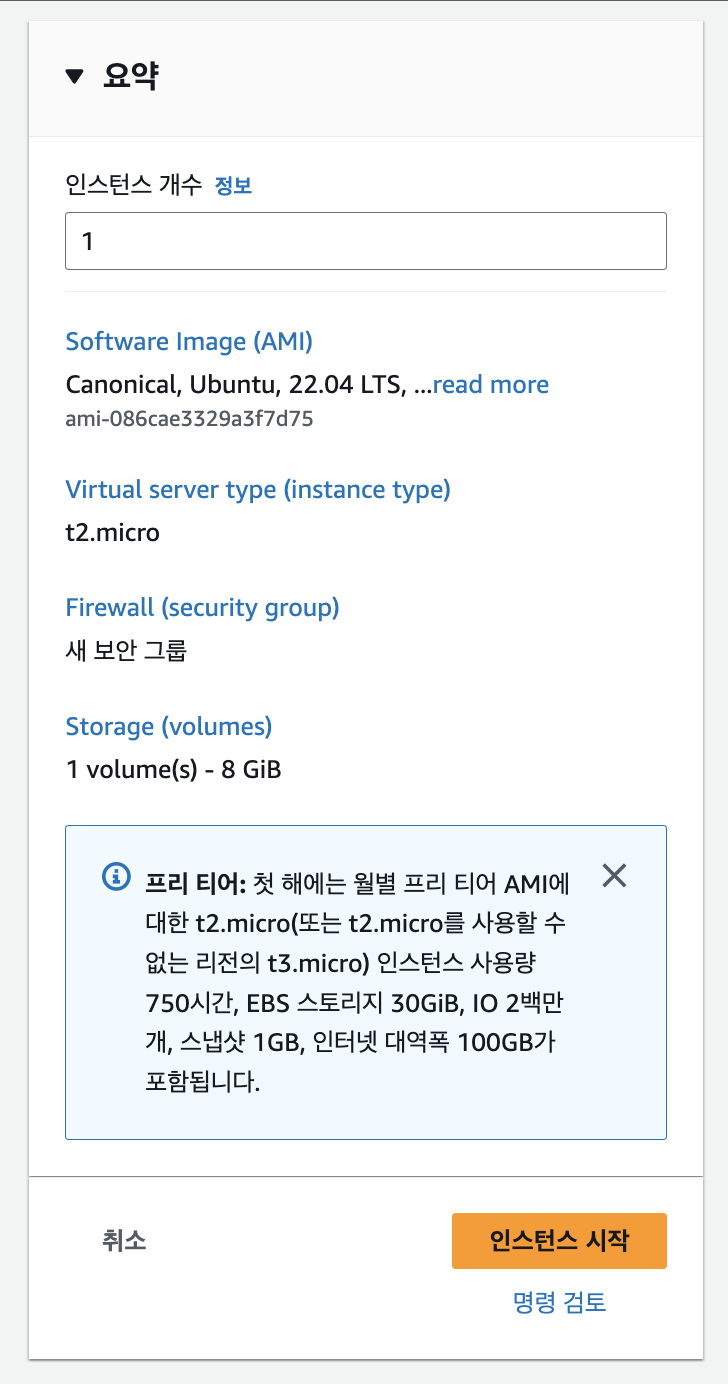 요약
인스턴스 개수 정보
1
Software Image (AMI)
Canonical, Ubuntu, 22.04 LTS, ...read more
ami-086cae3329a3f7d75
Virtual server type (instance type)
t2.micro
Firewall (security group)
새 보안 그룹
Storage (volumes)
1 volume(s) - 8 GiB
프리 티어: 첫 해에는 월별 프리 티어 AMI에
대한 t2.micro(또는 t2.micro를 사용할 수
없는 리전의 t3.micro) 인스턴스 사용량
750시간, EBS 스토리지 30GiB, IO 2백만
개, 스냅샷 1GB, 인터넷 대역폭 100GB가
포함됩니다.
취소
인스턴스 시작
명령 검토